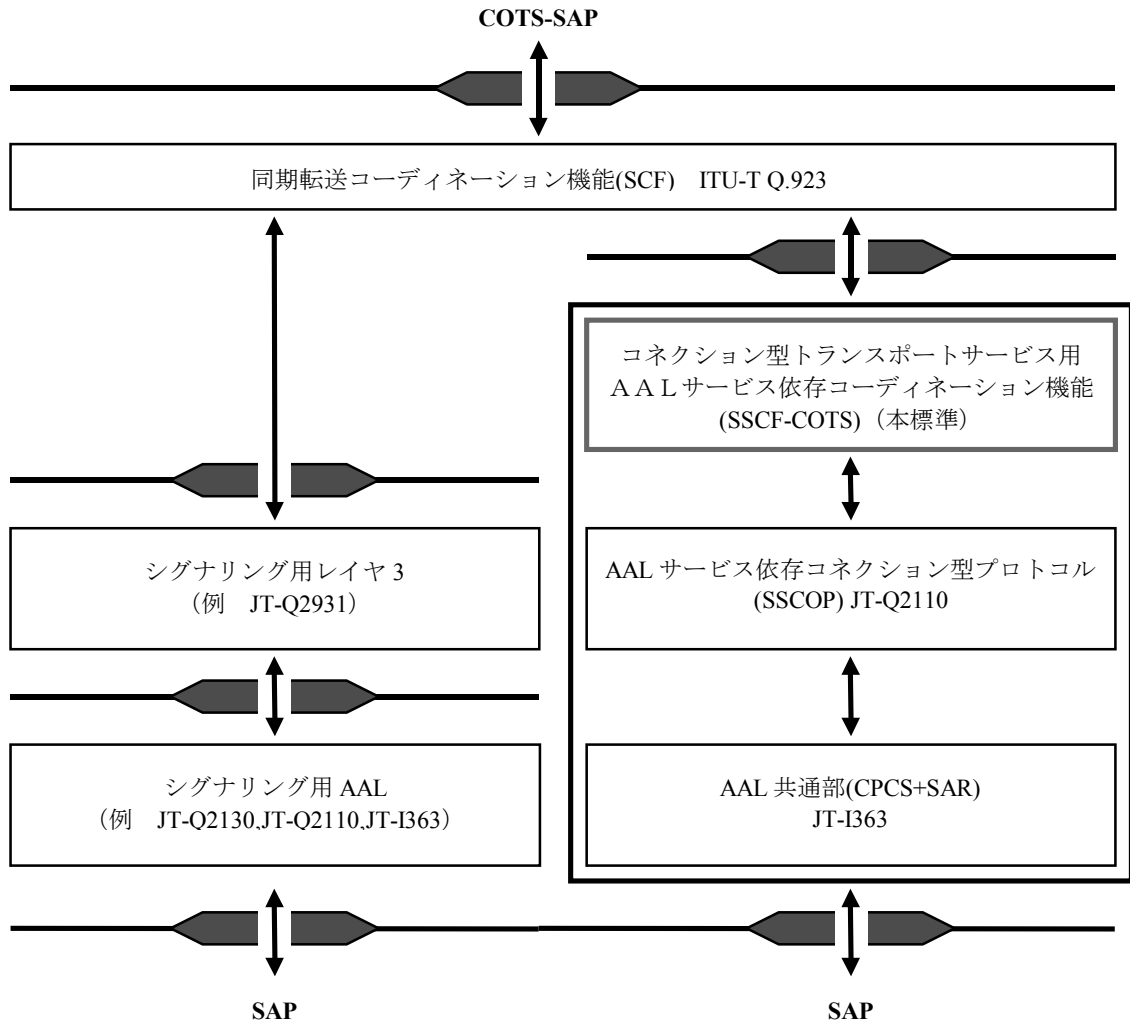 COTS-SAP
同期転送コーディネーション機能(SCF)　ITU-T Q.923
コネクション型トランスポートサービス用
ＡＡＬサービス依存コーディネーション機能
(SSCF-COTS)（本標準）
シグナリング用レイヤ 3
（例　JT-Q2931）
AAL サービス依存コネクション型プロトコル
(SSCOP) JT-Q2110
シグナリング用 AAL
（例　JT-Q2130,JT-Q2110,JT-I363）
AAL 共通部(CPCS+SAR)
JT-I363
SAP
SAP